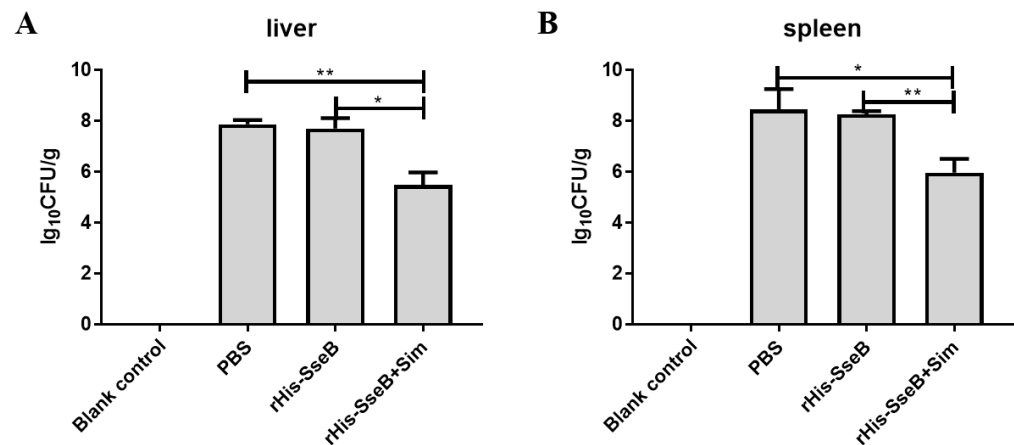 A
liver
lg₁₀CFU/g
10
8
6
4
2
0
**
*
Blank control
PBS
rHis-SseB
rHis-SseB+Sim
B
spleen
lg₁₀CFU/g
10
8
6
4
2
0
*
**
Blank control
PBS
rHis-SseB
rHis-SseB+Sim